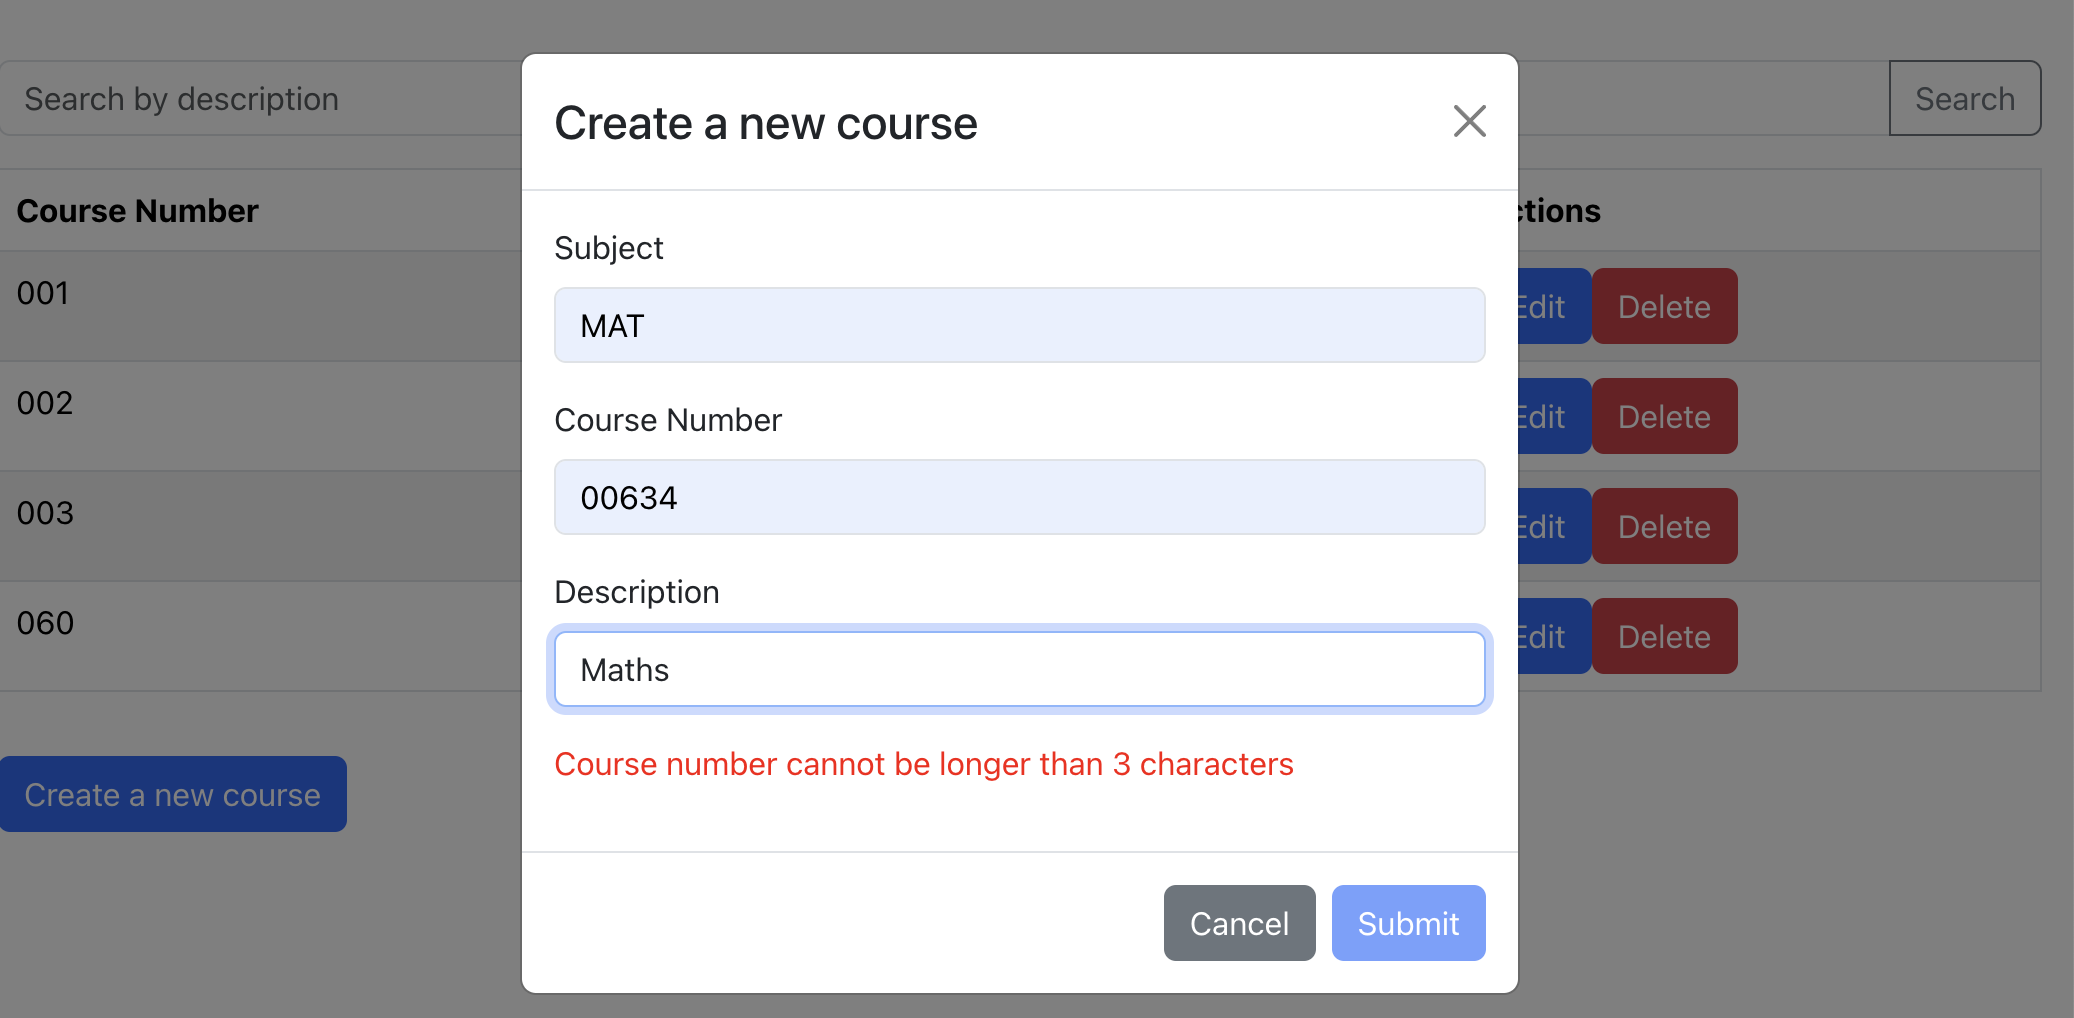 Search by description
Search
Course Number
001
Edit
Delete
002
Edit
Delete
003
Edit
Delete
060
Edit
Delete
Create a new course
Create a new course
Subject
MAT
Course Number
00634
Description
Maths
Course number cannot be longer than 3 characters
Cancel
Submit